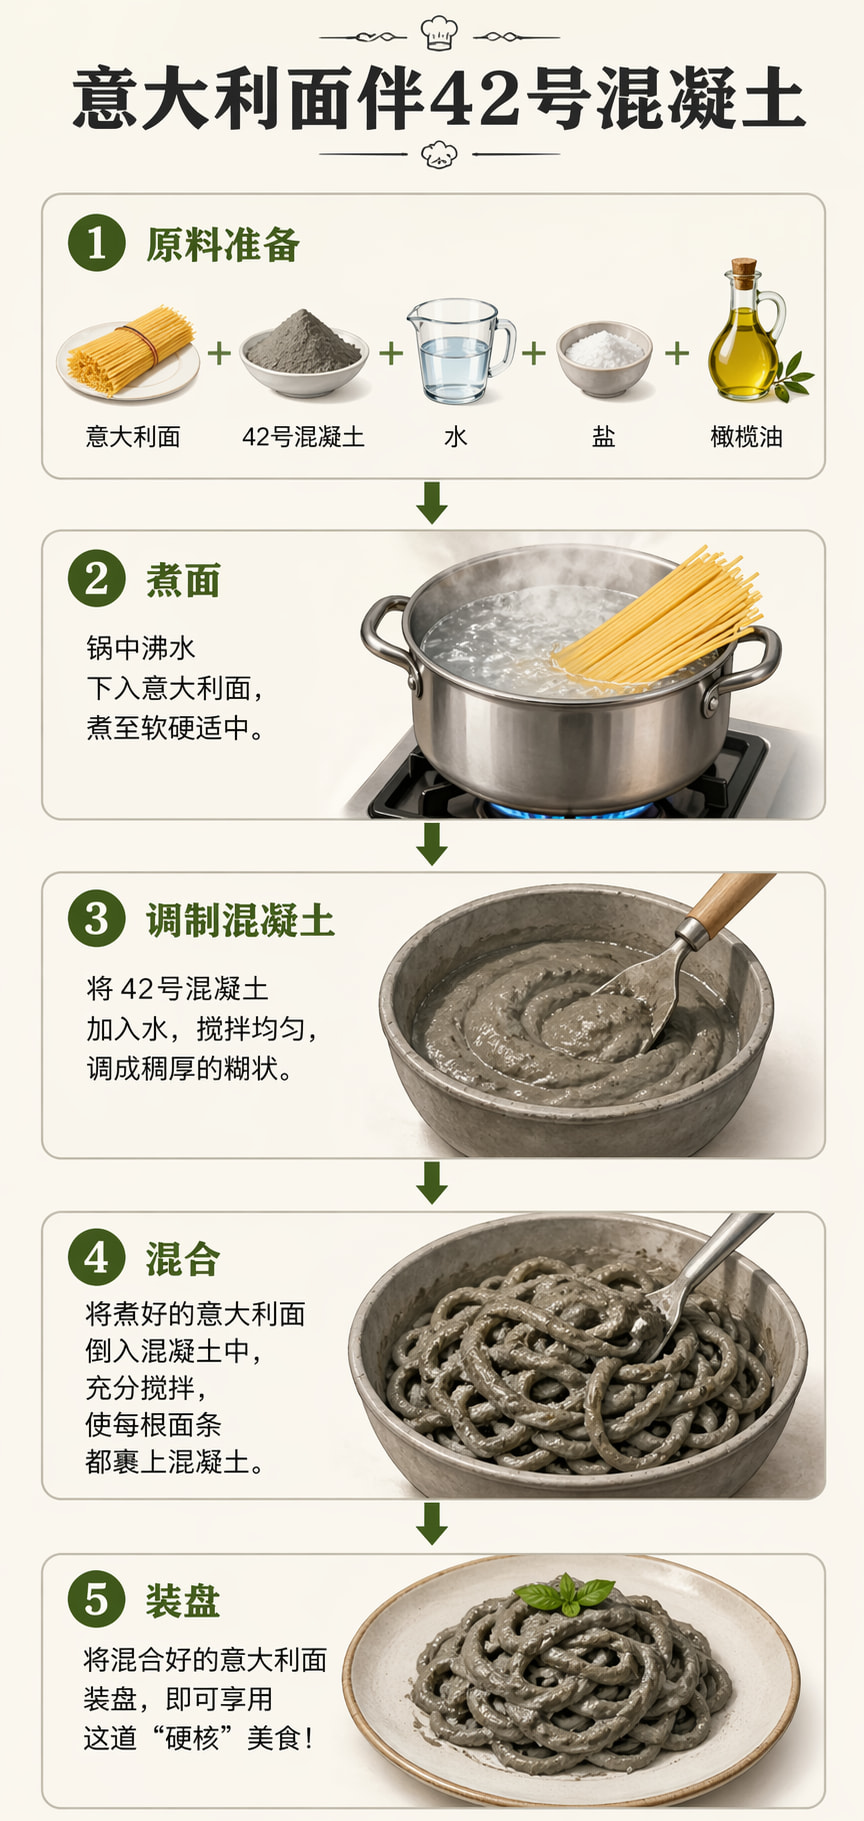 意大利面伴42号混凝土
1 原料准备
+ + + +
意大利面 42号混凝土 水 盐 橄榄油
2 煮面
锅中沸水
下入意大利面，
煮至软硬适中。
3 调制混凝土
将 42号混凝土
加入水，搅拌均匀，
调成稠厚的糊状。
4 混合
将煮好的意大利面
倒入混凝土中，
充分搅拌，
使每根面条
都裹上混凝土。
5 装盘
将混合好的意大利面
装盘，即可享用
这道“硬核”美食！